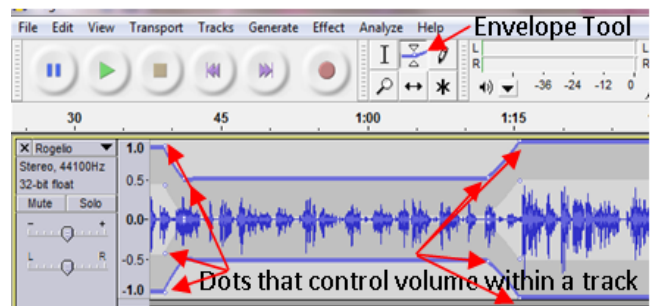 File Edit View Transport Tracks Generate Effect Analyze Help
Envelope Tool
L
R
L
R
-36 -24 -12 0
30 45 1:00 1:15
X Rogelio
Stereo, 44100Hz
32-bit float
Mute Solo
- +
L R
1.0
0.5-
0.0-
-0.5-
-1.0
Dots that control volume within a track